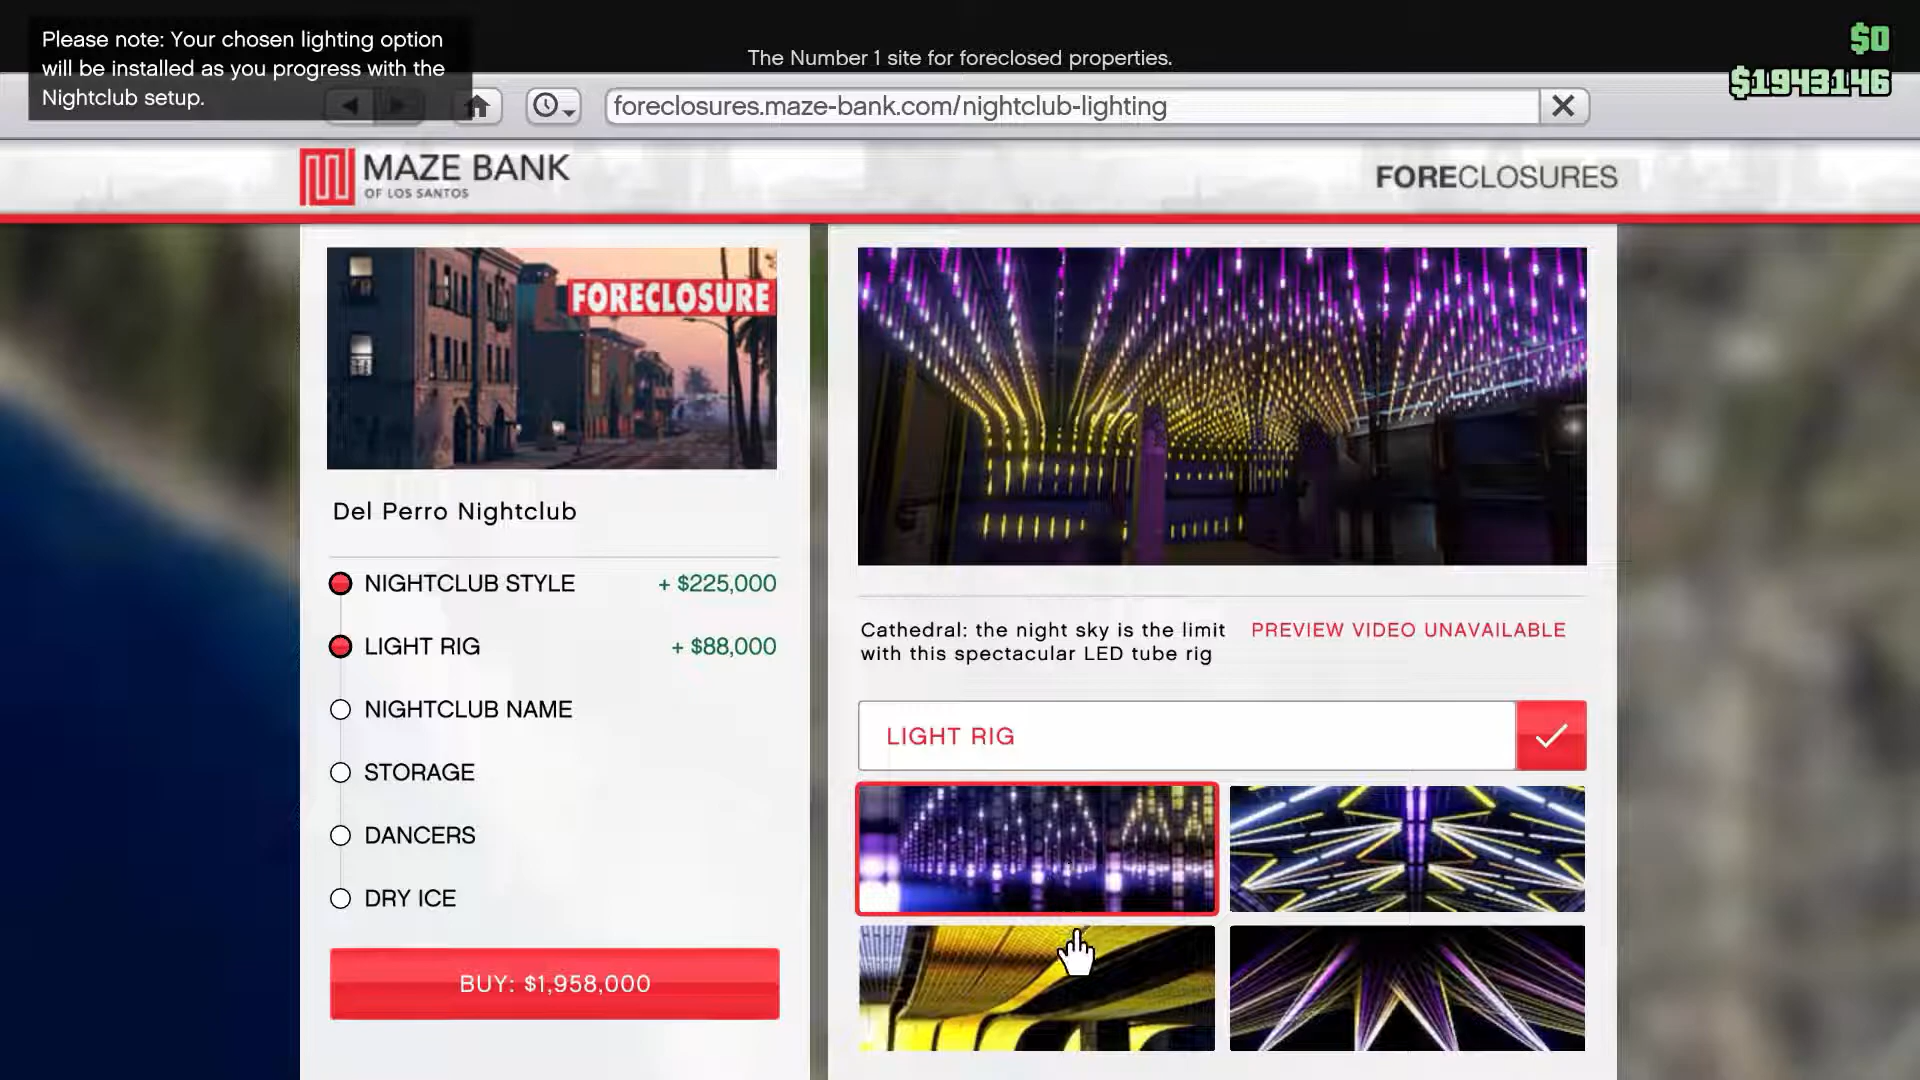 Please note: Your chosen lighting option
will be installed as you progress with the
Nightclub setup.
The Number 1 site for foreclosed properties.
$0
$1943146
foreclosures.maze-bank.com/nightclub-lighting
MAZE BANK
OF LOS SANTOS
FORECLOSURES
FORECLOSURE
Del Perro Nightclub
NIGHTCLUB STYLE + $225,000
LIGHT RIG + $88,000
NIGHTCLUB NAME
STORAGE
DANCERS
DRY ICE
BUY: $1,958,000
Cathedral: the night sky is the limit
with this spectacular LED tube rig
PREVIEW VIDEO UNAVAILABLE
LIGHT RIG